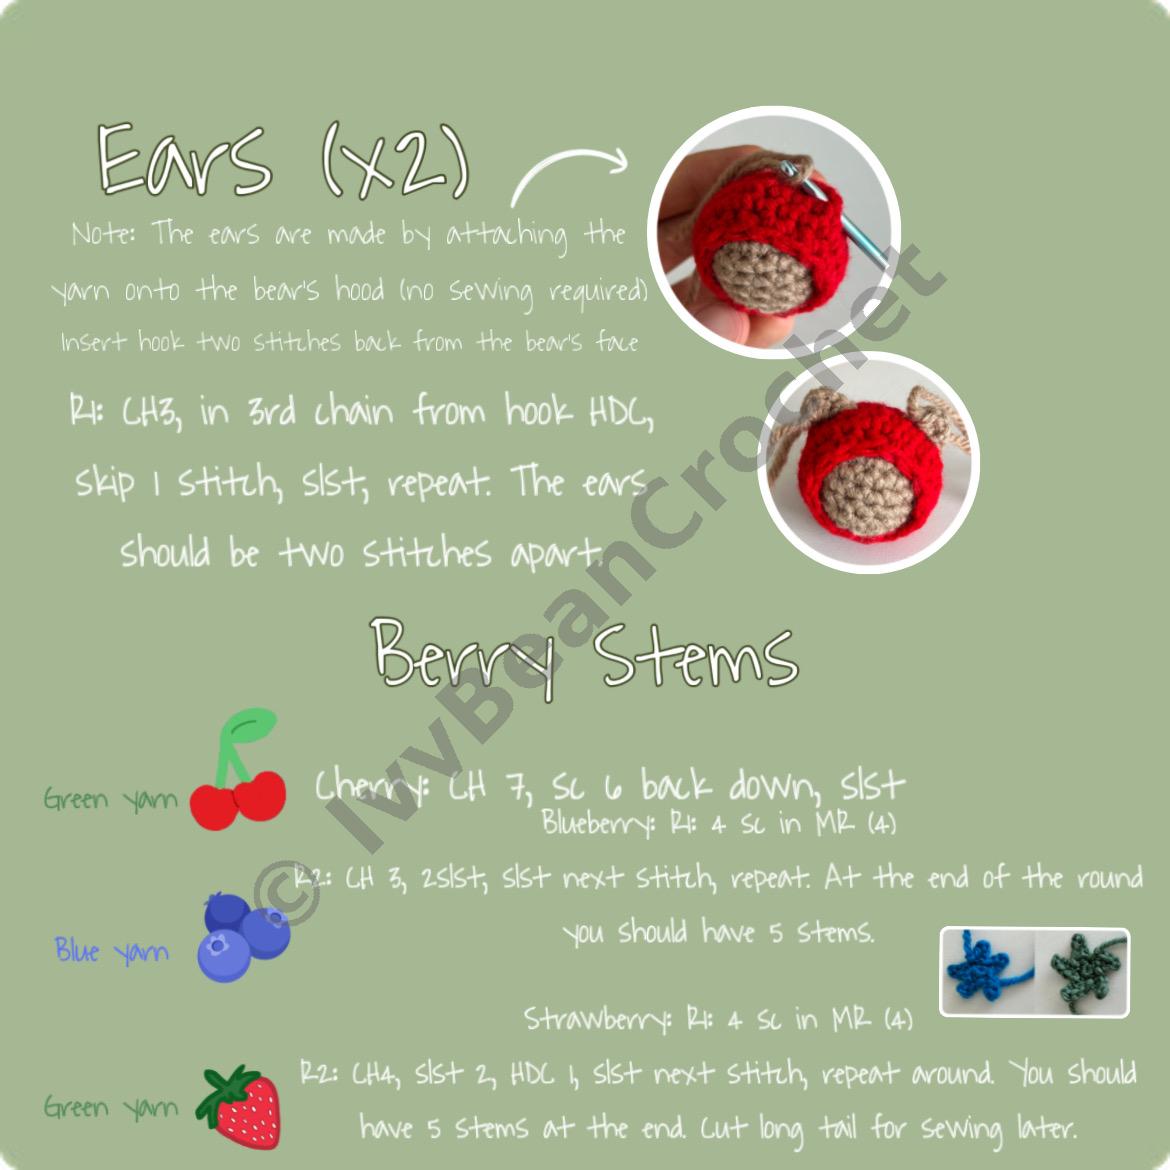 Ears (x2)
Note: The ears are made by attaching the
yarn onto the bear's hood (no sewing required)
Insert hook two stitches back from the bear's face
R1: CH3, in 3rd chain from hook HDC,
skip 1 stitch, slst, repeat. The ears
should be two stitches apart.
Berry Stems
Green yarn
Cherry: CH 7, sc 6 back down, slst
Blueberry: R1: 4 sc in MR (4)
R2: CH 3, 2slst, slst next stitch, repeat. At the end of the round
you should have 5 stems.
Blue yarn
Strawberry: R1: 4 sc in MR (4)
R2: CH4, slst 2, HDC 1, slst next stitch, repeat around. You should
have 5 stems at the end. Cut long tail for sewing later.
Green yarn
© IvvBeanCrochet